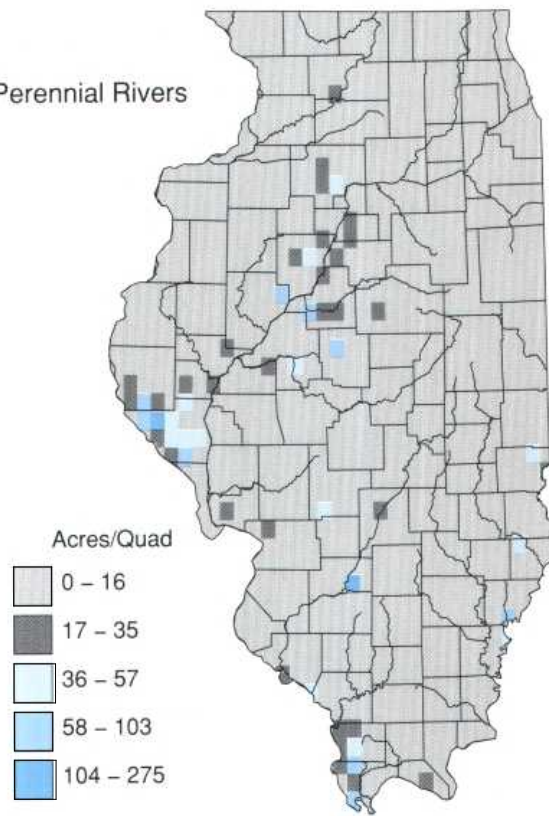 Perennial Rivers
Acres/Quad
0 – 16
17 – 35
36 – 57
58 – 103
104 – 275